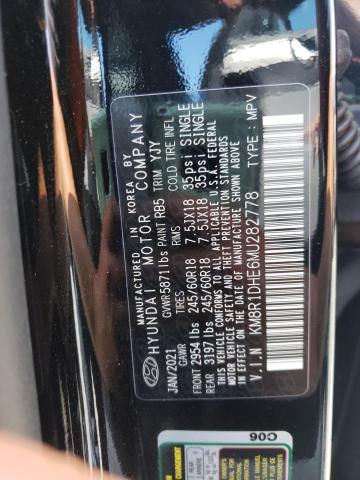 MANUFACTURED IN KOREA BY
HYUNDAI MOTOR COMPANY
JAN/2021 GVWR5871lbs PAINT RB5 TRIM YJY
GAWR TIRES RIMS COLD TIRE INFL
FRONT 2954 lbs 245/60R18 7.5JX18 35psi SINGLE
REAR 3197 lbs 245/60R18 7.5JX18 35psi SINGLE
THIS VEHICLE CONFORMS TO ALL APPLICABLE U.S. FEDERAL
MOTOR VEHICLE SAFETY, BUMPER, AND THEFT PREVENTION STANDARDS
IN EFFECT ON THE DATE OF MANUFACTURE SHOWN ABOVE.
V.I.N : KM8R1DHE6MU282778 TYPE : MPV
C06